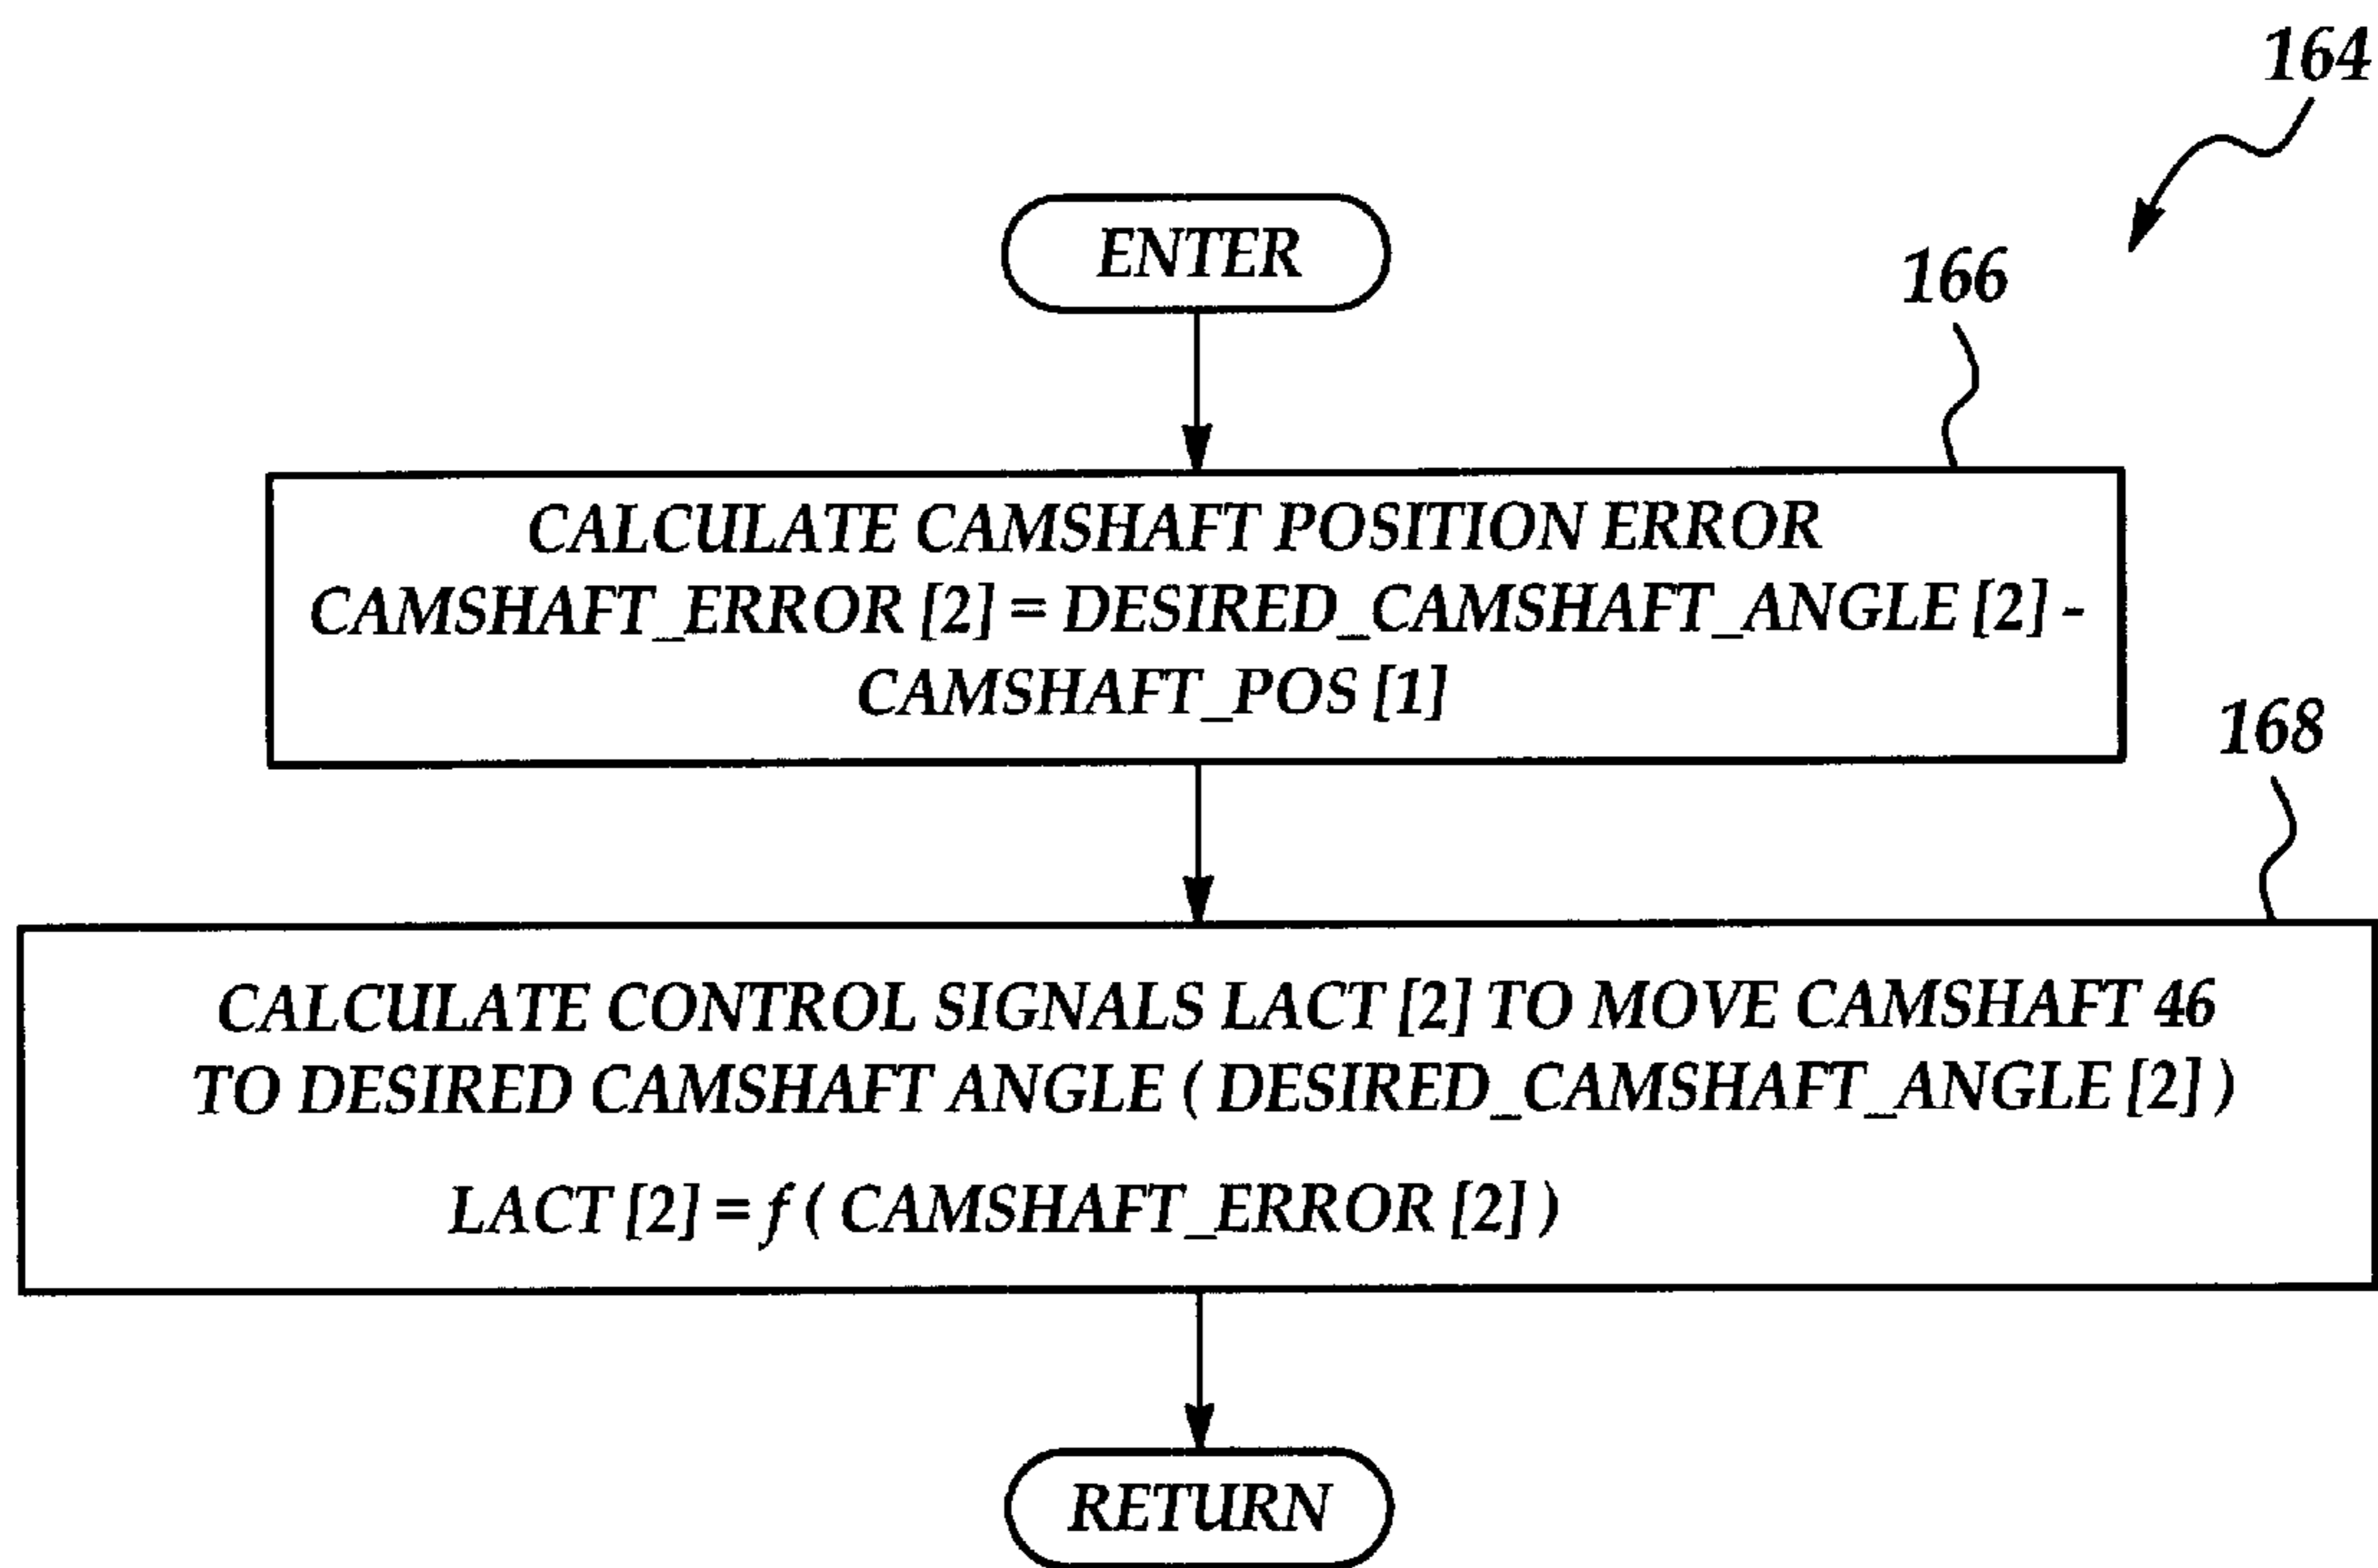 164
ENTER
166
CALCULATE CAMSHAFT POSITION ERROR
CAMSHAFT_ERROR [2] = DESIRED_CAMSHAFT_ANGLE [2] -
CAMSHAFT_POS [1]
168
CALCULATE CONTROL SIGNALS LACT [2] TO MOVE CAMSHAFT 46
TO DESIRED CAMSHAFT ANGLE ( DESIRED_CAMSHAFT_ANGLE [2] )
LACT [2] = f ( CAMSHAFT_ERROR [2] )
RETURN